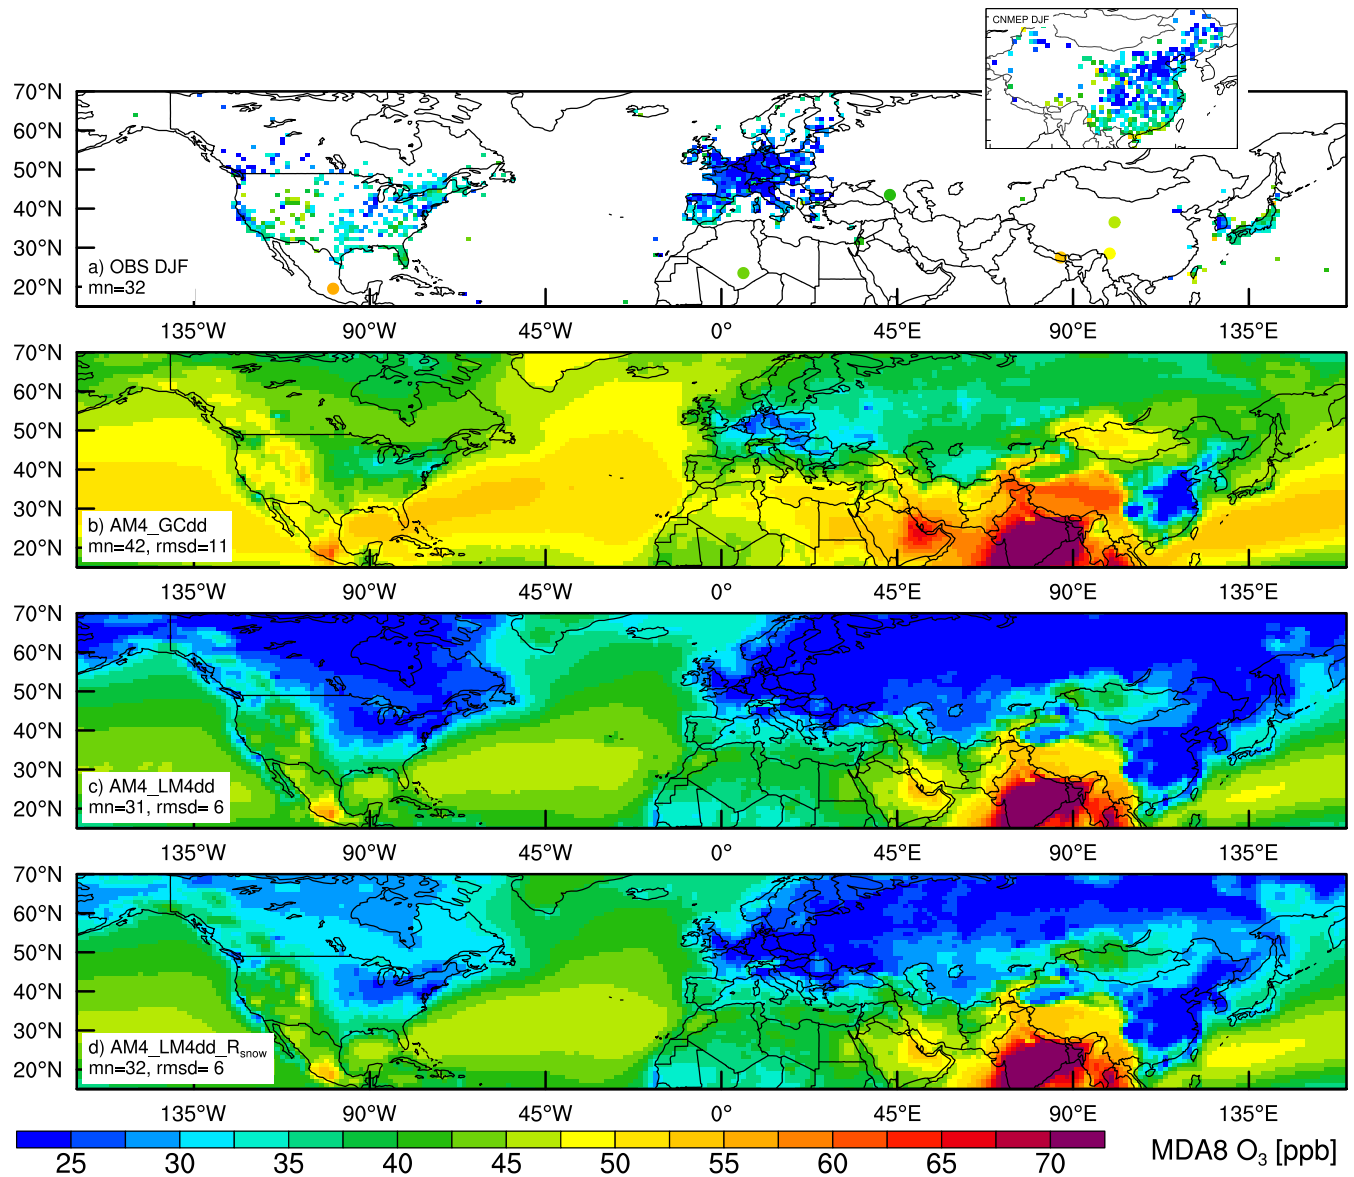 CNMEP DJF
70°N
60°N
50°N
40°N
30°N
20°N
a) OBS DJF
mn=32
135°W 90°W 45°W 0° 45°E 90°E 135°E
70°N
60°N
50°N
40°N
30°N
20°N
b) AM4_GCdd
mn=42, rmsd=11
135°W 90°W 45°W 0° 45°E 90°E 135°E
70°N
60°N
50°N
40°N
30°N
20°N
c) AM4_LM4dd
mn=31, rmsd= 6
135°W 90°W 45°W 0° 45°E 90°E 135°E
70°N
60°N
50°N
40°N
30°N
20°N
d) AM4_LM4dd_Rsnow
mn=32, rmsd= 6
135°W 90°W 45°W 0° 45°E 90°E 135°E
25 30 35 40 45 50 55 60 65 70
MDA8 O₃ [ppb]